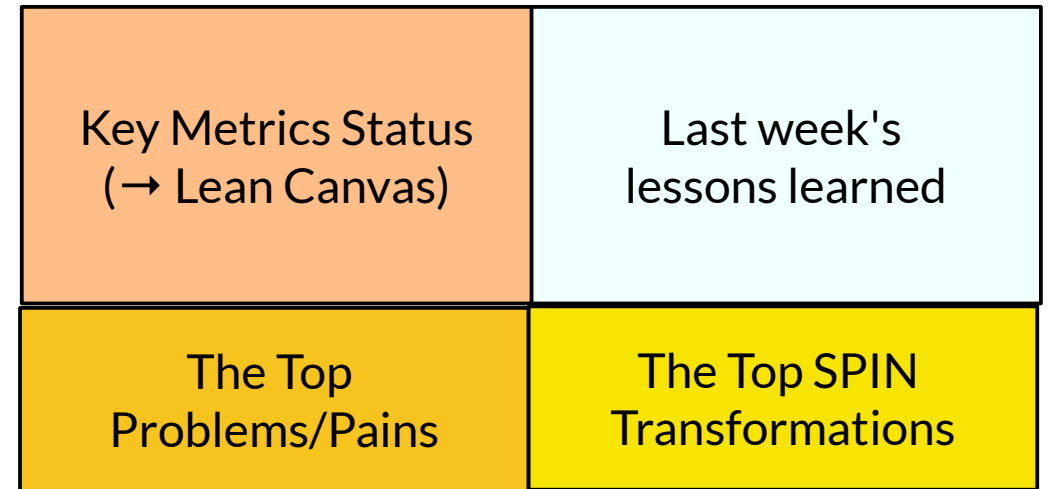 Key Metrics Status
(→ Lean Canvas)
Last week's
lessons learned
The Top
Problems/Pains
The Top SPIN
Transformations